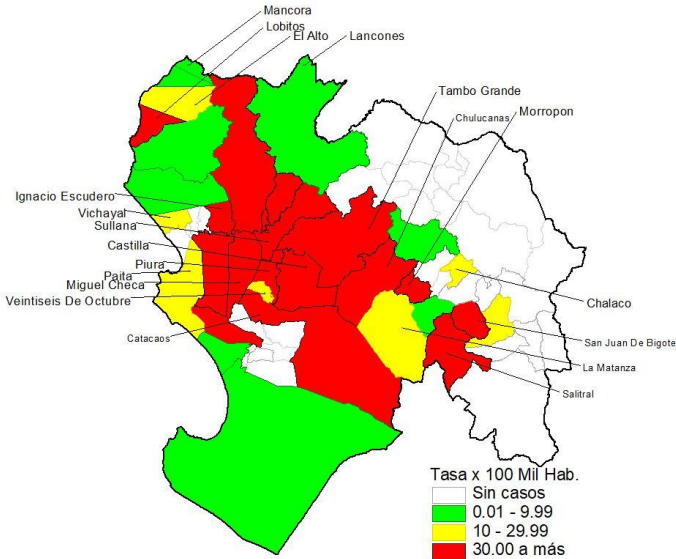 Mancora
Lobitos
El Alto
Lancones
Tambo Grande
Chulucanas
Morropon
Ignacio Escudero
Vichayal
Sullana
Castilla
Piura
Paita
Miguel Checa
Veintiseis De Octubre
Catacaos
Chalaco
San Juan De Bigote
La Matanza
Salitral
Tasa x 100 Mil Hab.
Sin casos
0.01 - 9.99
10 - 29.99
30.00 a más